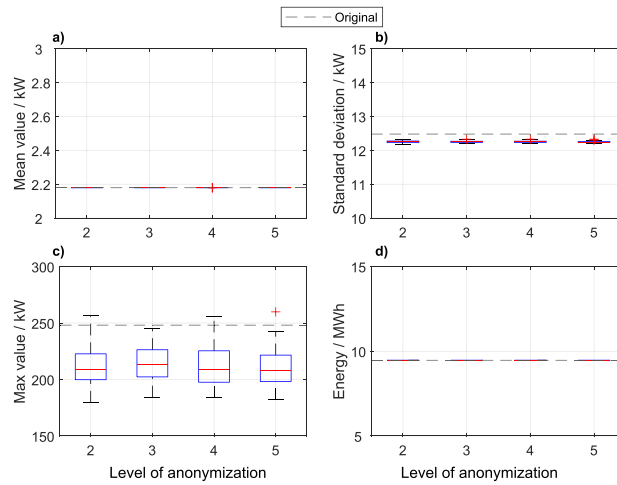 Original
a)
Mean value / kW
3
2.8
2.6
2.4
2.2
2
2 3 4 5
b)
Standard deviation / kW
15
14
13
12
11
10
2 3 4 5
c)
Max value / kW
300
250
200
150
2 3 4 5
Level of anonymization
d)
Energy / MWh
15
10
5
2 3 4 5
Level of anonymization